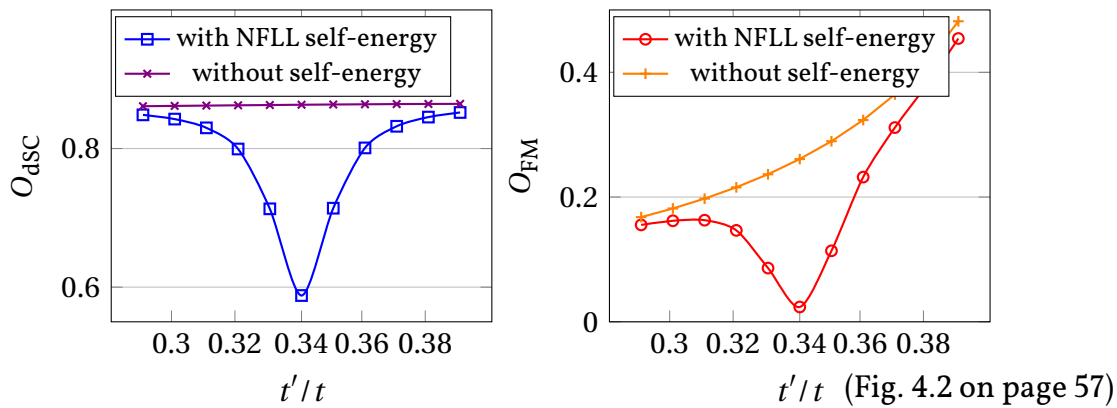 with NFLL self-energy
without self-energy
O_dSC
0.8
0.6
0.3 0.32 0.34 0.36 0.38
t′/t
with NFLL self-energy
without self-energy
O_FM
0.4
0.2
0
0.3 0.32 0.34 0.36 0.38
t′/t (Fig. 4.2 on page 57)